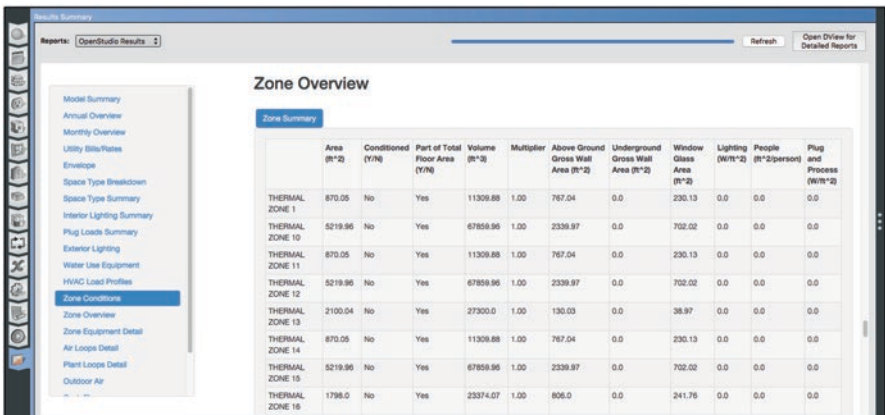 Results Summary
Reports: OpenStudio Results
Refresh
Open DView for
Detailed Reports
Model Summary
Annual Overview
Monthly Overview
Utility Bills/Rates
Envelope
Space Type Breakdown
Space Type Summary
Interior Lighting Summary
Plug Loads Summary
Exterior Lighting
Water Use Equipment
HVAC Load Profiles
Zone Conditions
Zone Overview
Zone Equipment Detail
Air Loops Detail
Plant Loops Detail
Outdoor Air
Zone Overview
Zone Summary
Area (ft^2) Conditioned (Y/N) Part of Total Floor Area (Y/N) Volume (ft^3) Multiplier Above Ground Gross Wall Area (ft^2) Underground Gross Wall Area (ft^2) Window Glass Area (ft^2) Lighting (W/ft^2) People (ft^2/person) Plug and Process (W/ft^2)
THERMAL ZONE 1 870.05 No Yes 11309.88 1.00 767.04 0.0 230.13 0.0 0.0 0.0
THERMAL ZONE 10 5219.96 No Yes 67859.96 1.00 2339.97 0.0 702.02 0.0 0.0 0.0
THERMAL ZONE 11 870.05 No Yes 11309.88 1.00 767.04 0.0 230.13 0.0 0.0 0.0
THERMAL ZONE 12 5219.96 No Yes 67859.96 1.00 2339.97 0.0 702.02 0.0 0.0 0.0
THERMAL ZONE 13 2100.04 No Yes 27300.0 1.00 130.03 0.0 38.97 0.0 0.0 0.0
THERMAL ZONE 14 870.05 No Yes 11309.88 1.00 767.04 0.0 230.13 0.0 0.0 0.0
THERMAL ZONE 15 5219.96 No Yes 67859.96 1.00 2339.97 0.0 702.02 0.0 0.0 0.0
THERMAL ZONE 16 1798.0 No Yes 23374.07 1.00 806.0 0.0 241.76 0.0 0.0 0.0